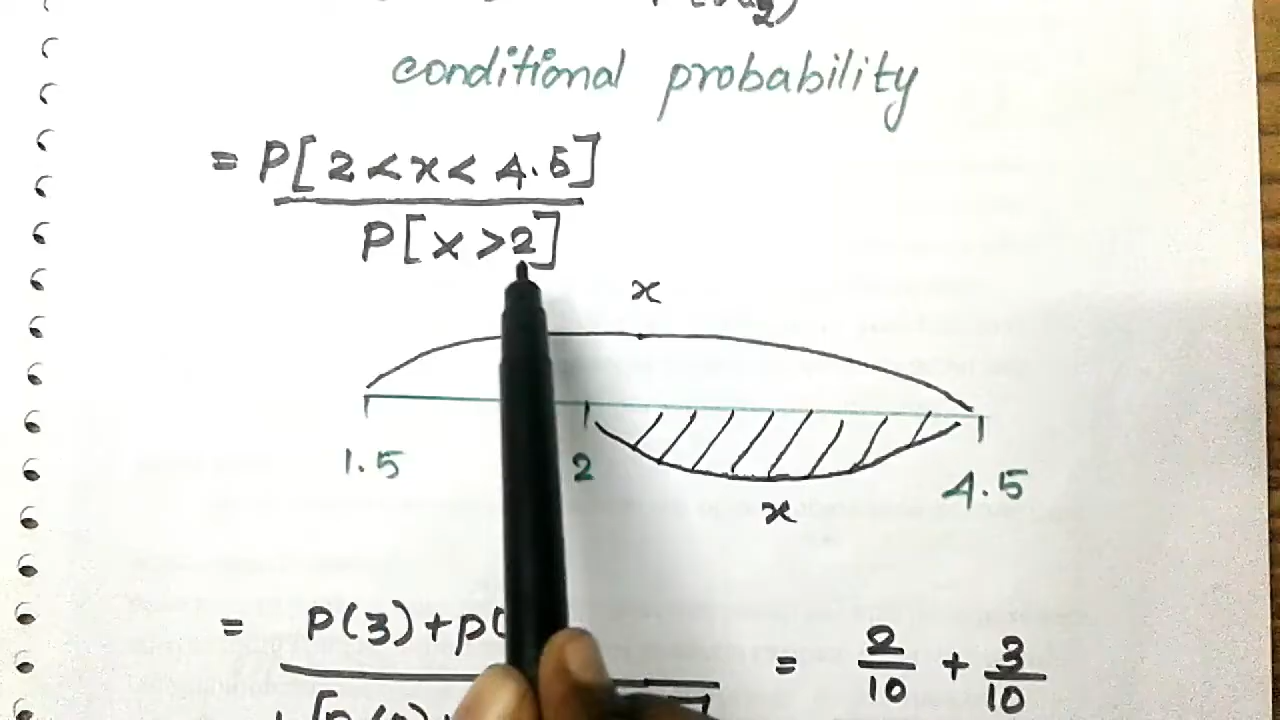 conditional probability
= P[2<x<4.5]
P[x>2]
x
1.5 2 4.5
x
= P(3)+P( = 2/10 + 3/10